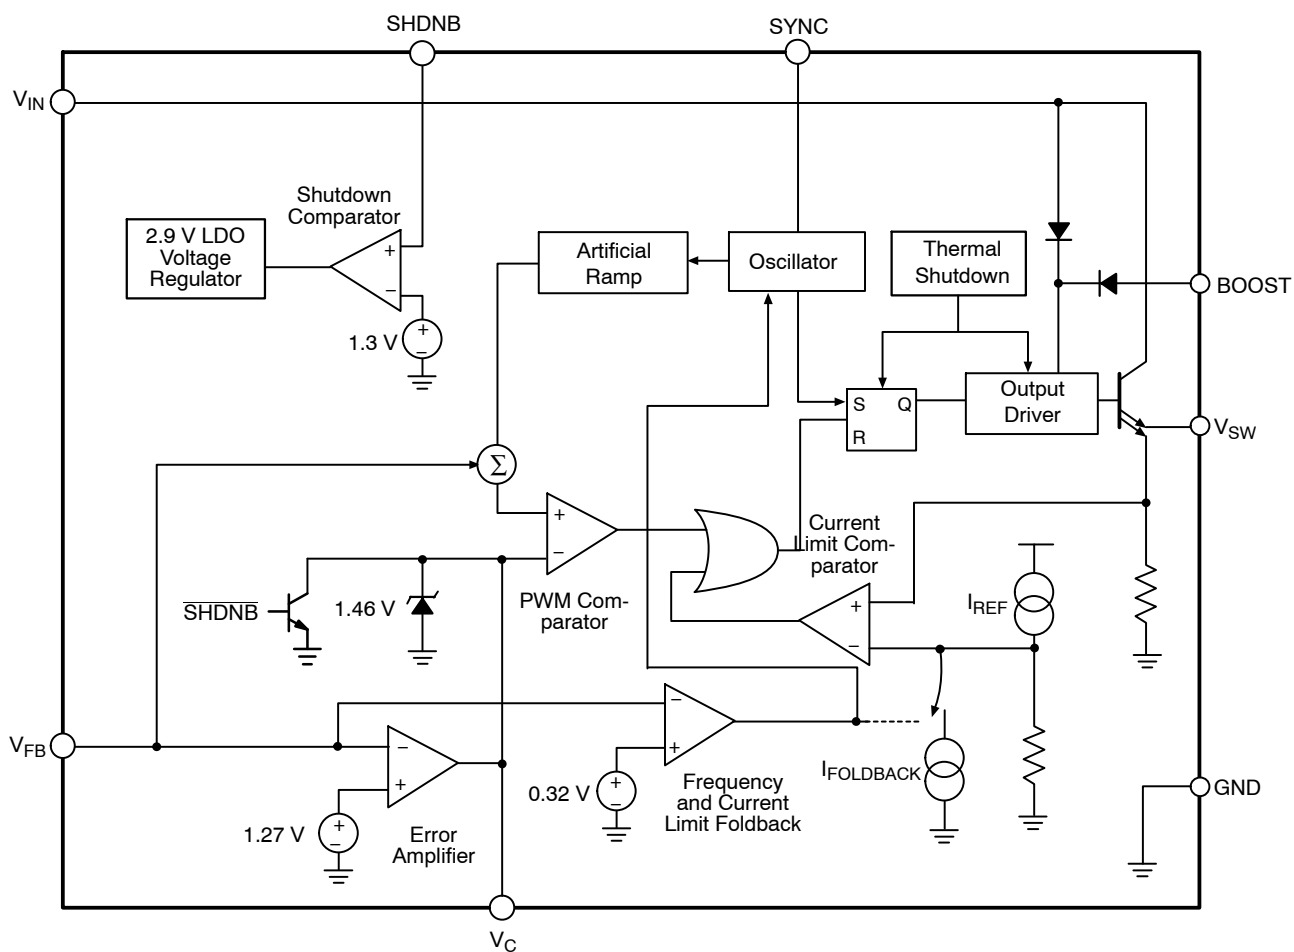 SHDNB
SYNC
V_IN
Shutdown
Comparator
2.9 V LDO
Voltage
Regulator
+
−
1.3 V
+
−
Artificial
Ramp
Oscillator
Thermal
Shutdown
BOOST
S
Q
R
Output
Driver
V_SW
Σ
+
−
PWM Com-
parator
SHDNB
1.46 V
Current
Limit Com-
parator
+
−
I_REF
V_FB
−
+
1.27 V
+
−
Error
Amplifier
−
+
0.32 V
+
−
Frequency
and Current
Limit Foldback
I_FOLDBACK
GND
V_C